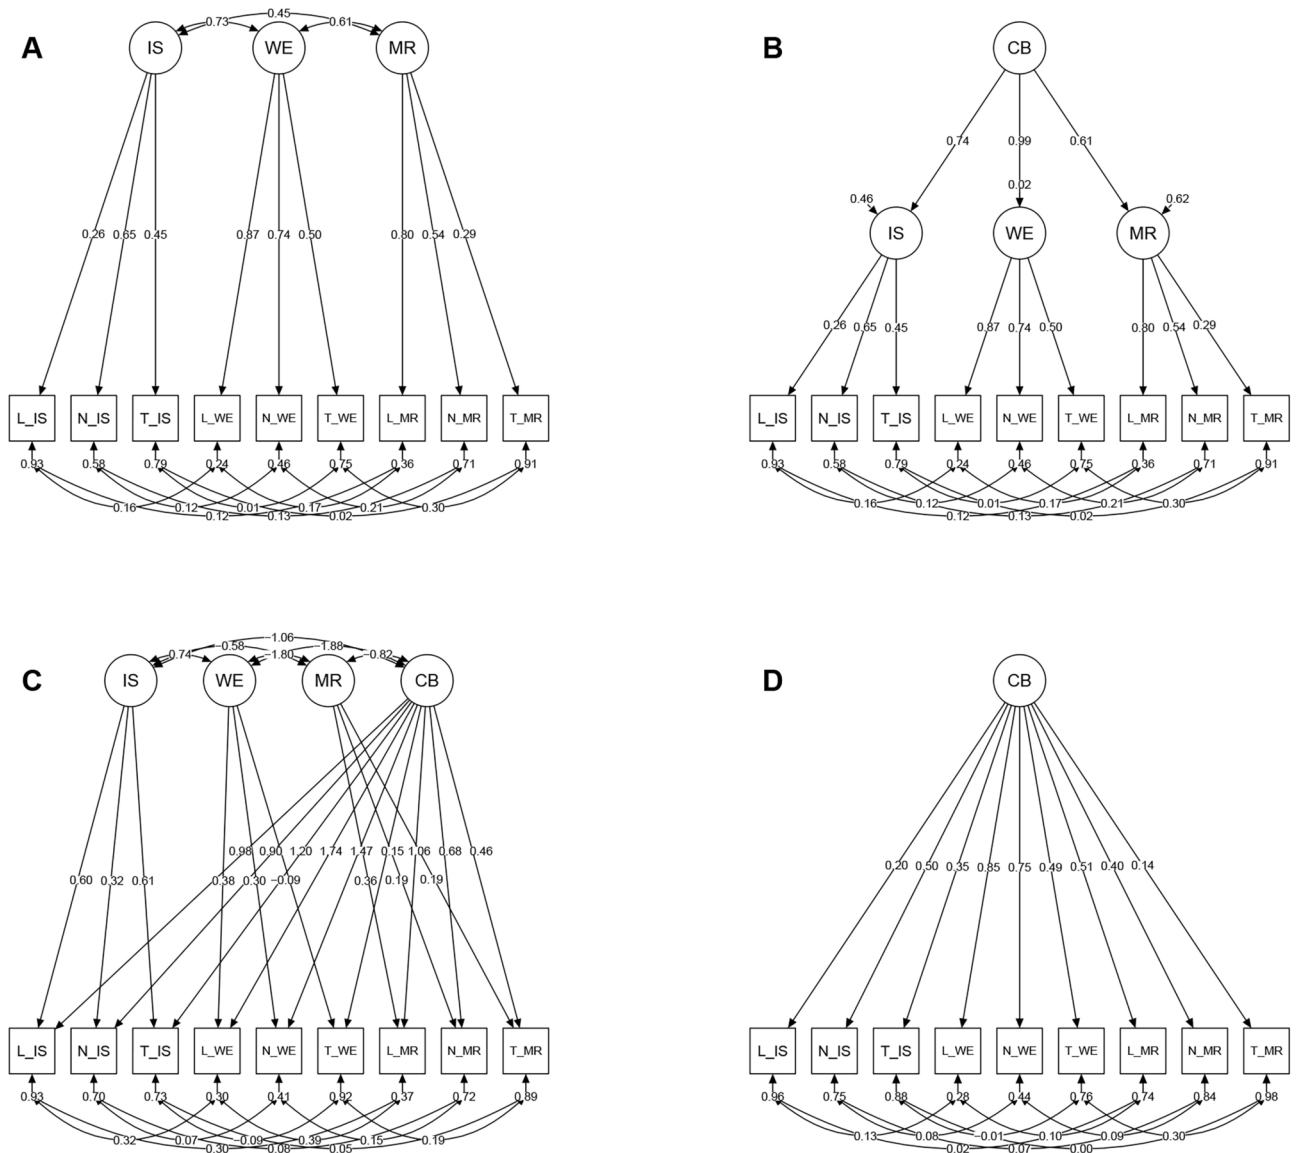 A
0.45
0.73 0.61
IS WE MR
0.26 0.65 0.45 0.87 0.74 0.50 0.80 0.54 0.29
L_IS N_IS T_IS L_WE N_WE T_WE L_MR N_MR T_MR
0.93 0.58 0.79 0.24 0.46 0.75 0.36 0.71 0.91
0.16 0.12 0.01 0.17 0.21 0.30
0.12 0.13 0.02
B
CB
0.74 0.99 0.61
0.46 0.02 0.62
IS WE MR
0.26 0.65 0.45 0.87 0.74 0.50 0.80 0.54 0.29
L_IS N_IS T_IS L_WE N_WE T_WE L_MR N_MR T_MR
0.93 0.58 0.79 0.24 0.46 0.75 0.36 0.71 0.91
0.16 0.12 0.01 0.17 0.21 0.30
0.12 0.13 0.02
C
−1.06
−0.58 −1.88
0.74 −1.80 −0.82
IS WE MR CB
0.98 0.90 1.20 1.74 1.47 0.15 1.06 0.68 0.46
0.60 0.32 0.61 0.38 0.30 −0.09 0.36 0.19 0.19
L_IS N_IS T_IS L_WE N_WE T_WE L_MR N_MR T_MR
0.93 0.70 0.73 0.30 0.41 0.92 0.37 0.72 0.89
0.32 0.07 −0.09 0.39 0.15 0.19
0.30 0.08 0.05
D
CB
0.20 0.50 0.35 0.85 0.75 0.49 0.51 0.40 0.14
L_IS N_IS T_IS L_WE N_WE T_WE L_MR N_MR T_MR
0.96 0.75 0.88 0.28 0.44 0.76 0.74 0.84 0.98
0.13 0.08 −0.01 0.10 0.09 0.30
0.02 0.07 0.00